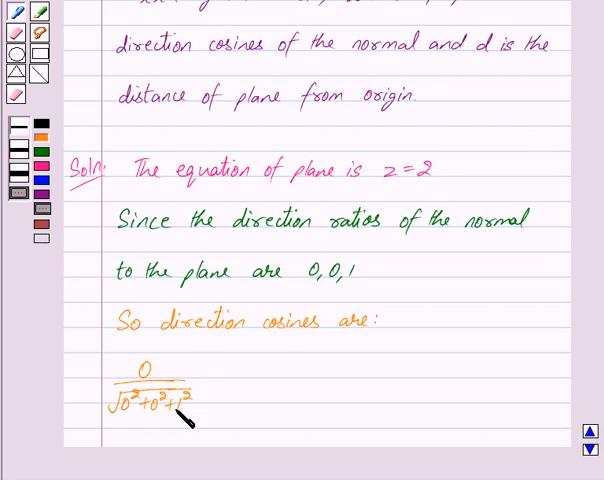 direction cosines of the normal and d is the
distance of plane from origin.
Soln: The equation of plane is z = 2
Since the direction ratios of the normal
to the plane are 0, 0, 1
So direction cosines are:
0
√0²+0²+1²